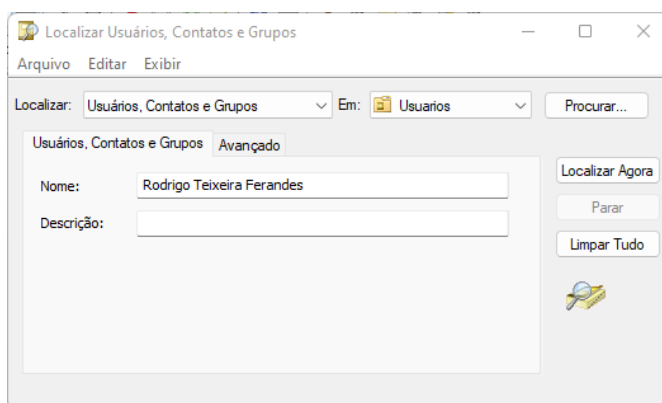 Localizar Usuários, Contatos e Grupos
Arquivo Editar Exibir
Localizar: Usuários, Contatos e Grupos Em: Usuarios Procurar...
Usuários, Contatos e Grupos Avançado
Localizar Agora
Nome: Rodrigo Teixeira Ferandes
Parar
Descrição:
Limpar Tudo